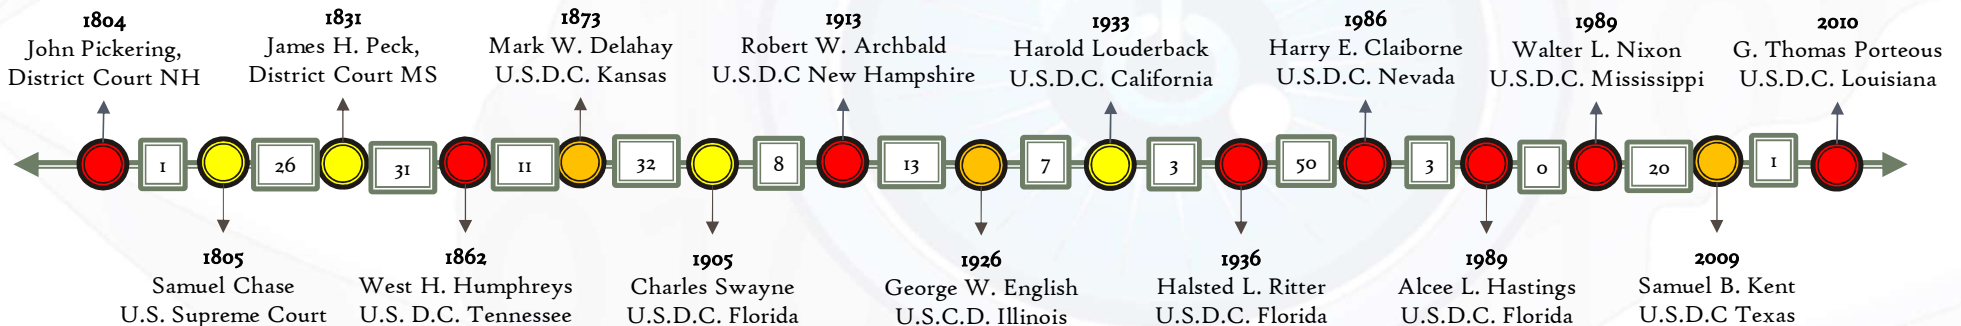 1804
John Pickering,
District Court NH
1831
James H. Peck,
District Court MS
1873
Mark W. Delahay
U.S.D.C. Kansas
1913
Robert W. Archbald
U.S.D.C New Hampshire
1933
Harold Louderback
U.S.D.C. California
1986
Harry E. Claiborne
U.S.D.C. Nevada
1989
Walter L. Nixon
U.S.D.C. Mississippi
2010
G. Thomas Porteous
U.S.D.C. Louisiana
1
26
31
11
32
8
13
7
3
50
3
0
20
1
1805
Samuel Chase
U.S. Supreme Court
1862
West H. Humphreys
U.S. D.C. Tennessee
1905
Charles Swayne
U.S.D.C. Florida
1926
George W. English
U.S.C.D. Illinois
1936
Halsted L. Ritter
U.S.D.C. Florida
1989
Alcee L. Hastings
U.S.D.C. Florida
2009
Samuel B. Kent
U.S.D.C Texas